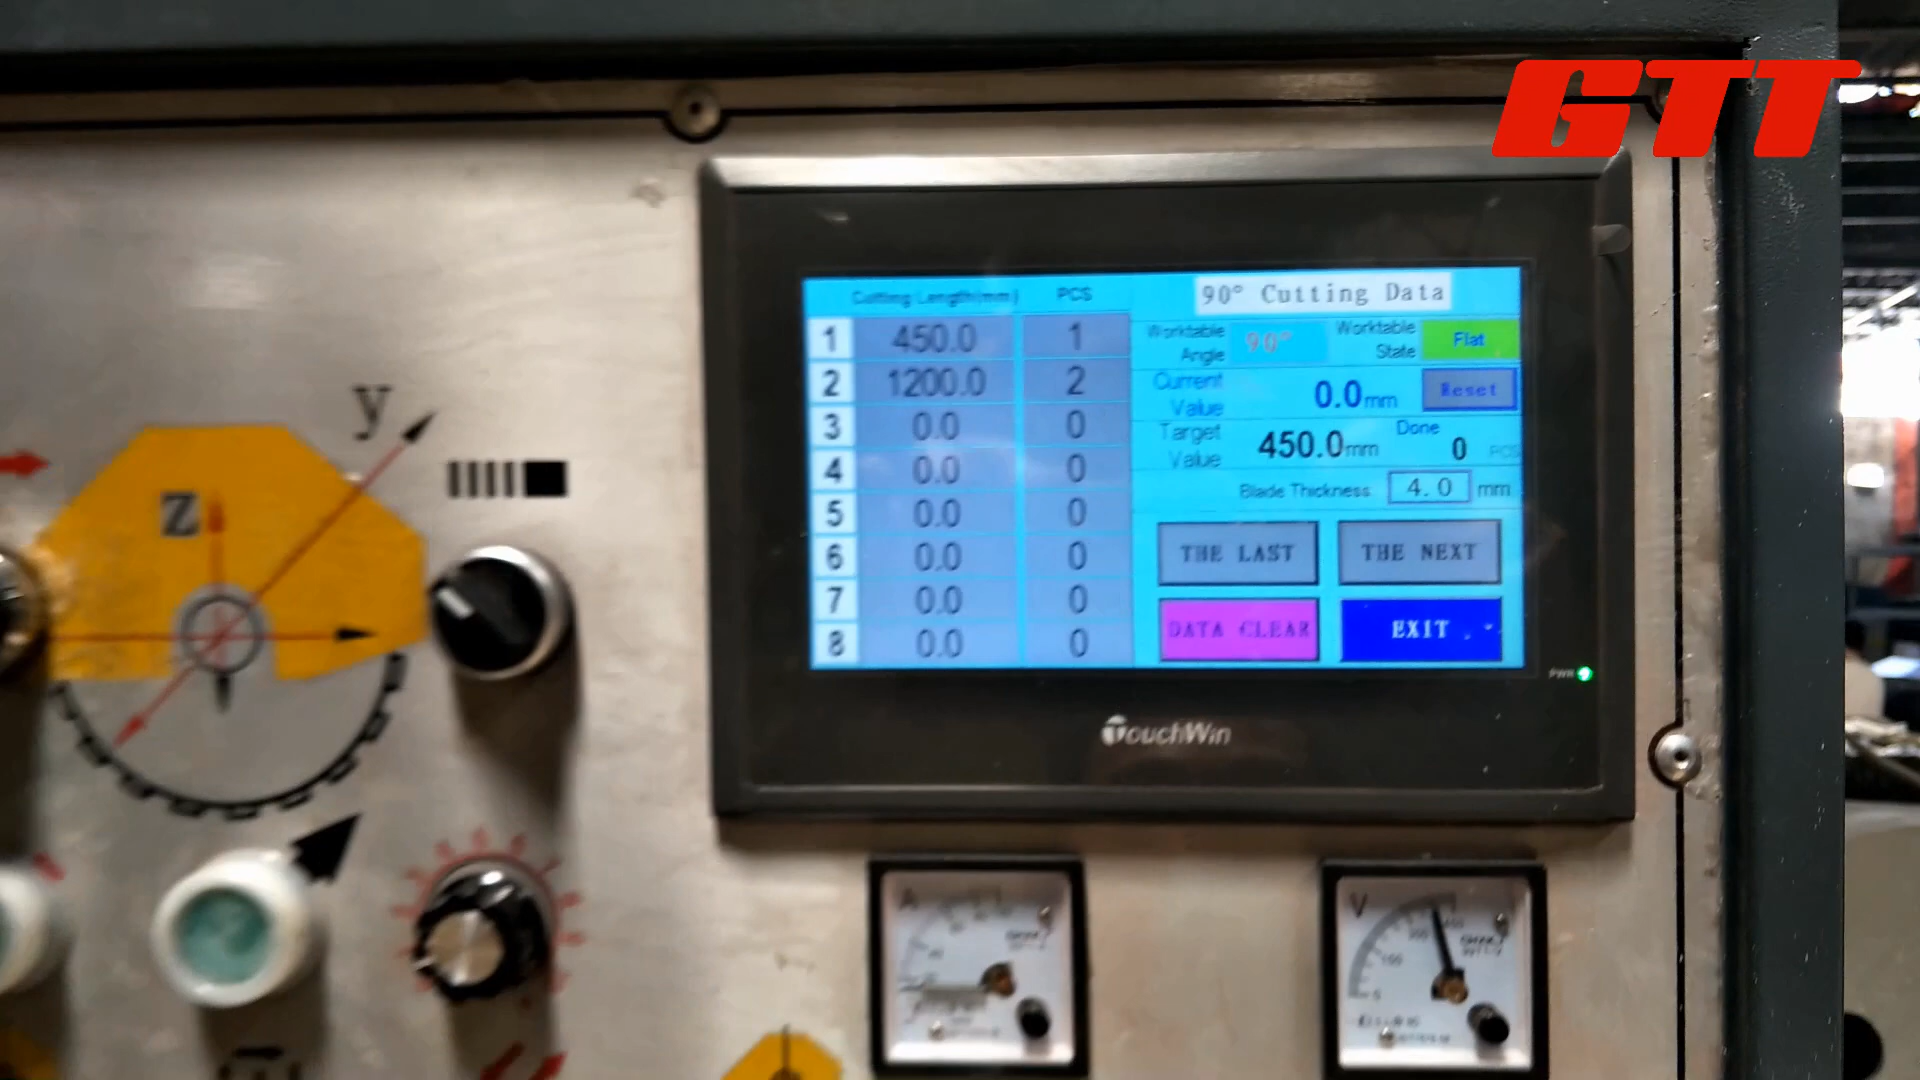 GTT
Cutting Length(mm) PCS
90° Cutting Data
1 450.0 1
2 1200.0 2
3 0.0 0
4 0.0 0
5 0.0 0
6 0.0 0
7 0.0 0
8 0.0 0
Worktable Angle 90° Worktable State Flat
Current Value 0.0mm Reset
Target Value 450.0mm Done 0 PCS
Blade Thickness 4.0 mm
THE LAST THE NEXT
DATA CLEAR EXIT
PWR
TouchWin
y
Z
A
V